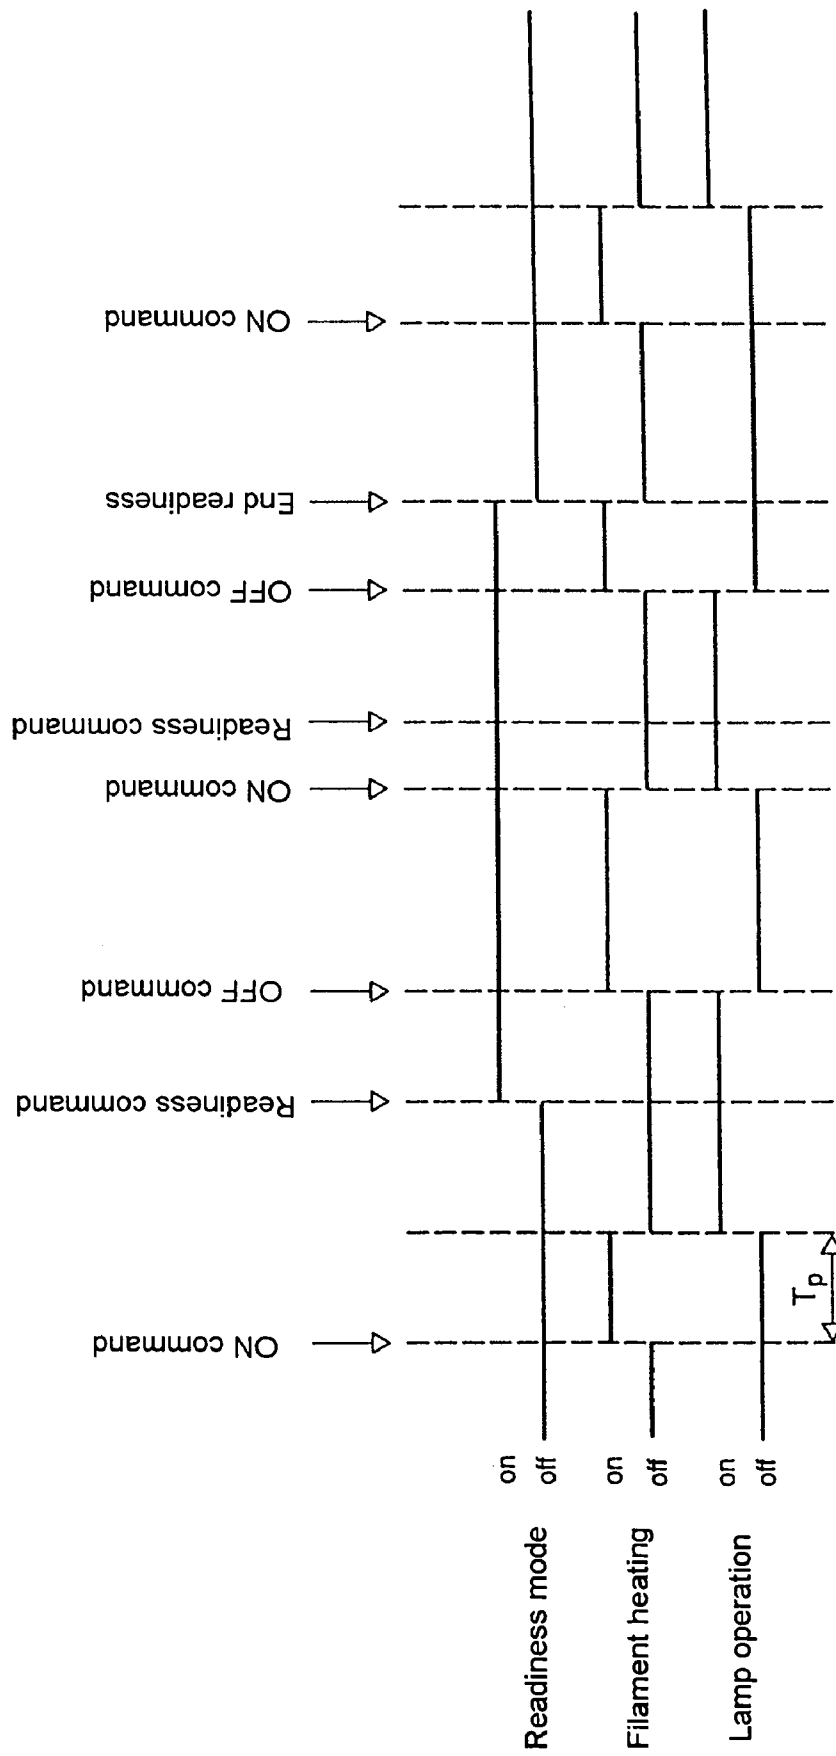 ON command
Readiness command
OFF command
ON command
Readiness command
OFF command
End readiness
ON command
Readiness mode
on
off
Filament heating
on
off
Lamp operation
on
off
Tp